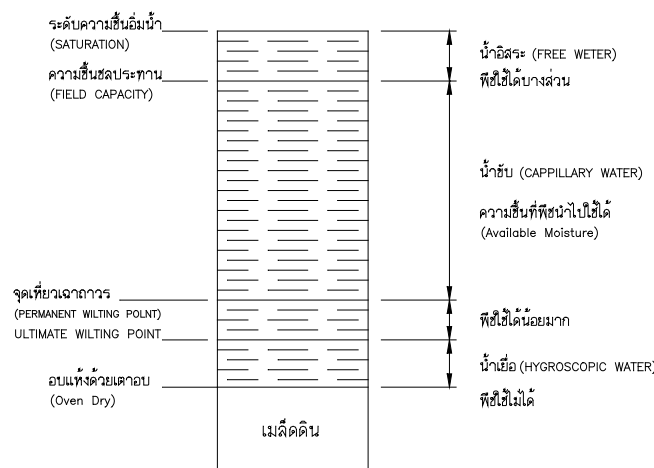 ระดับความชื้นอิ่มน้ำ
(SATURATION)
ความชื้นชลประทาน
(FIELD CAPACITY)
น้ำอิสระ (FREE WETER)
พืชใช้ได้บางส่วน
น้ำซับ (CAPPILLARY WATER)
ความชื้นที่พืชนำไปใช้ได้
(Available Moisture)
จุดเหี่ยวเฉาถาวร
(PERMANENT WILTING POLNT)
ULTIMATE WILTING POINT
พืชใช้ได้น้อยมาก
น้ำเยื่อ (HYGROSCOPIC WATER)
อบแห้งด้วยเตาอบ
(Oven Dry)
พืชใช้ไม่ได้
เมล็ดดิน